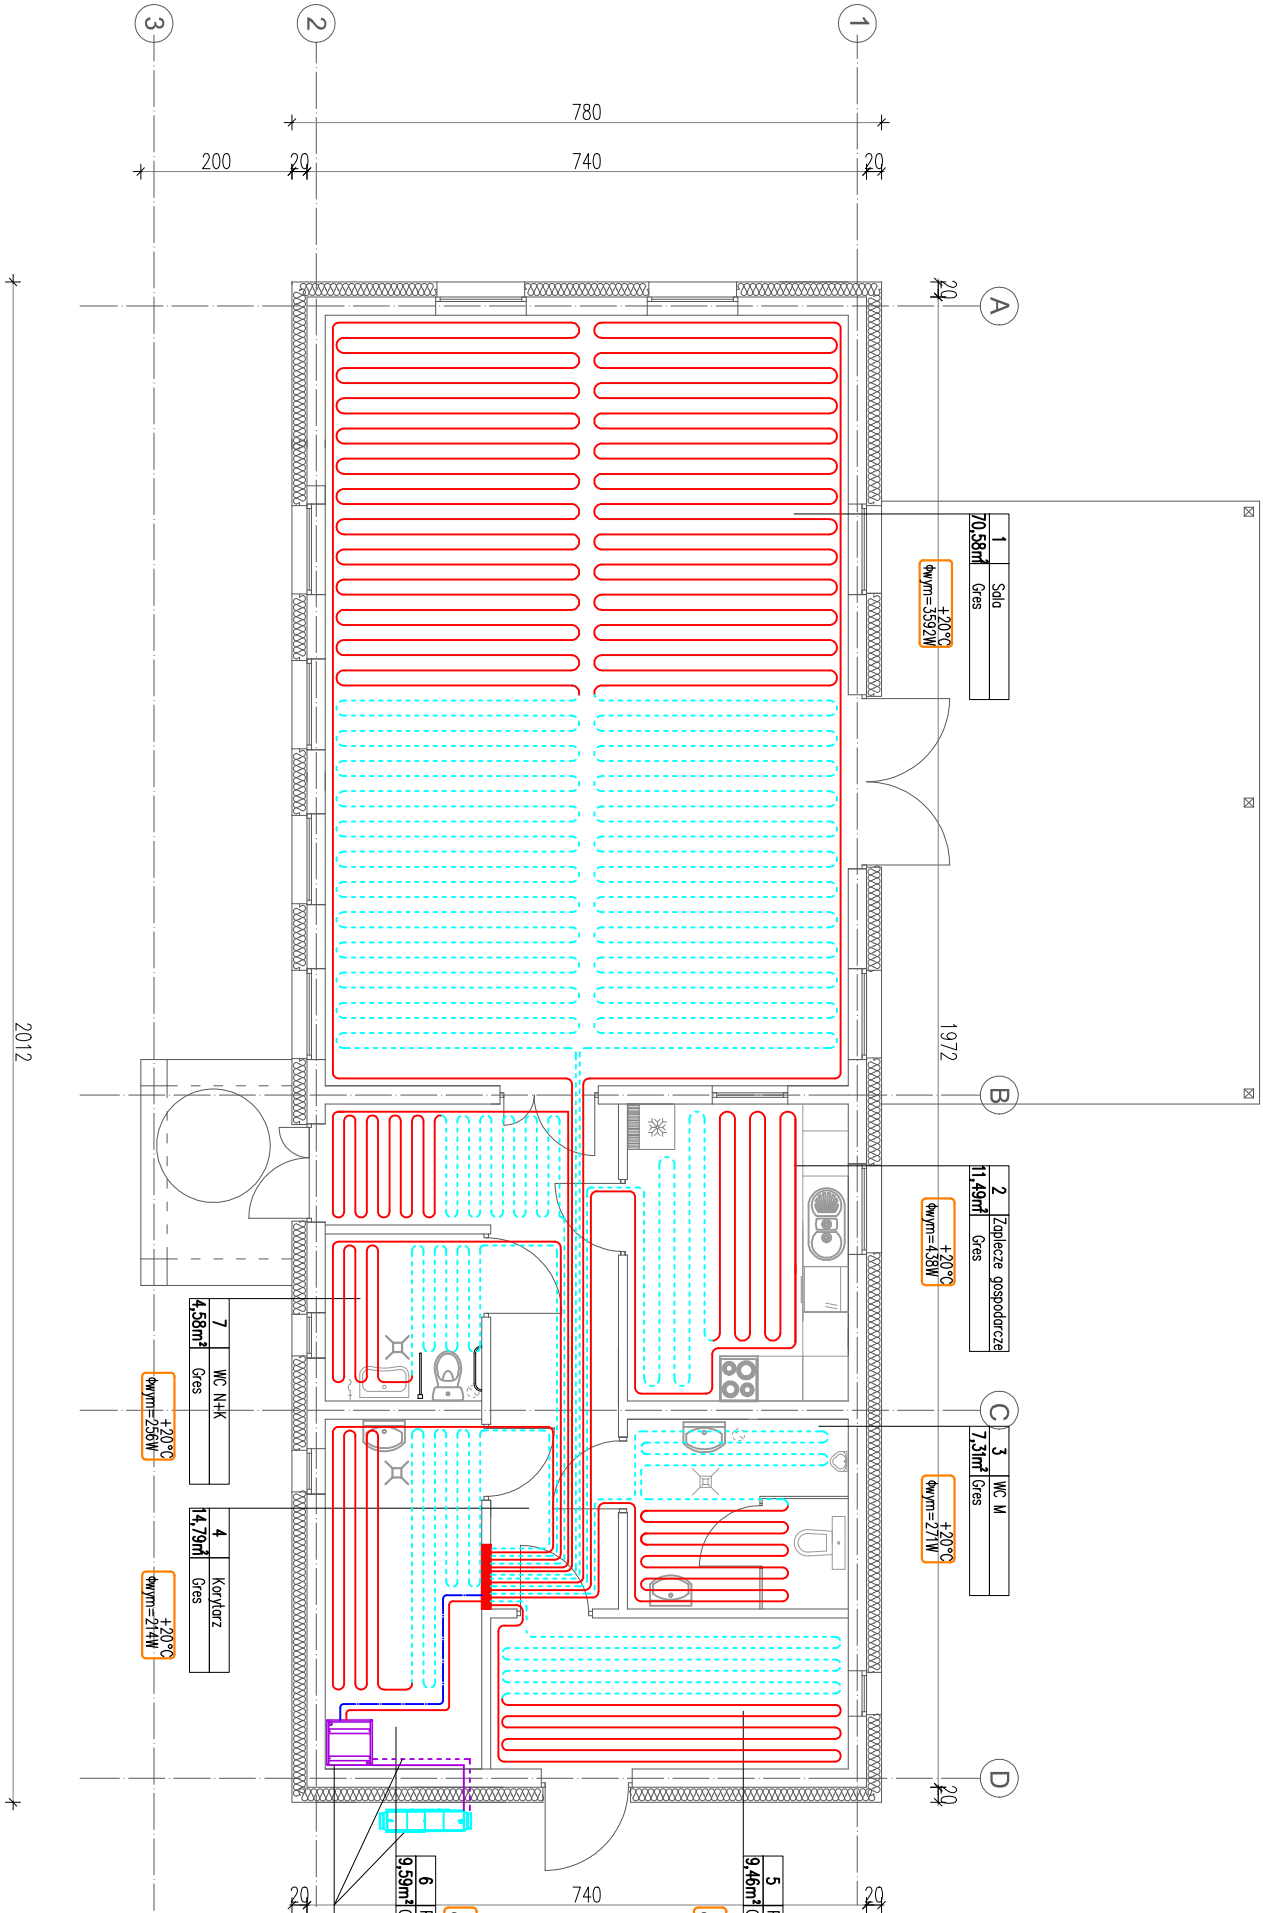 3
2
1
780
200
20
740
20
20
A
1
Sala
70,58m²
Gres
+20°C
Φwym=3592W
1972
2012
B
2
Zaplecze gospodarcze
11,49m²
Gres
+20°C
Φwym=438W
C
3
WC M
7,31m²
Gres
+20°C
Φwym=271W
7
WC N+K
4,58m²
Gres
+20°C
Φwym=256W
4
Korytarz
14,79m²
Gres
+20°C
Φwym=214W
D
20
6
9,59m²
5
9,46m²
20
740
20